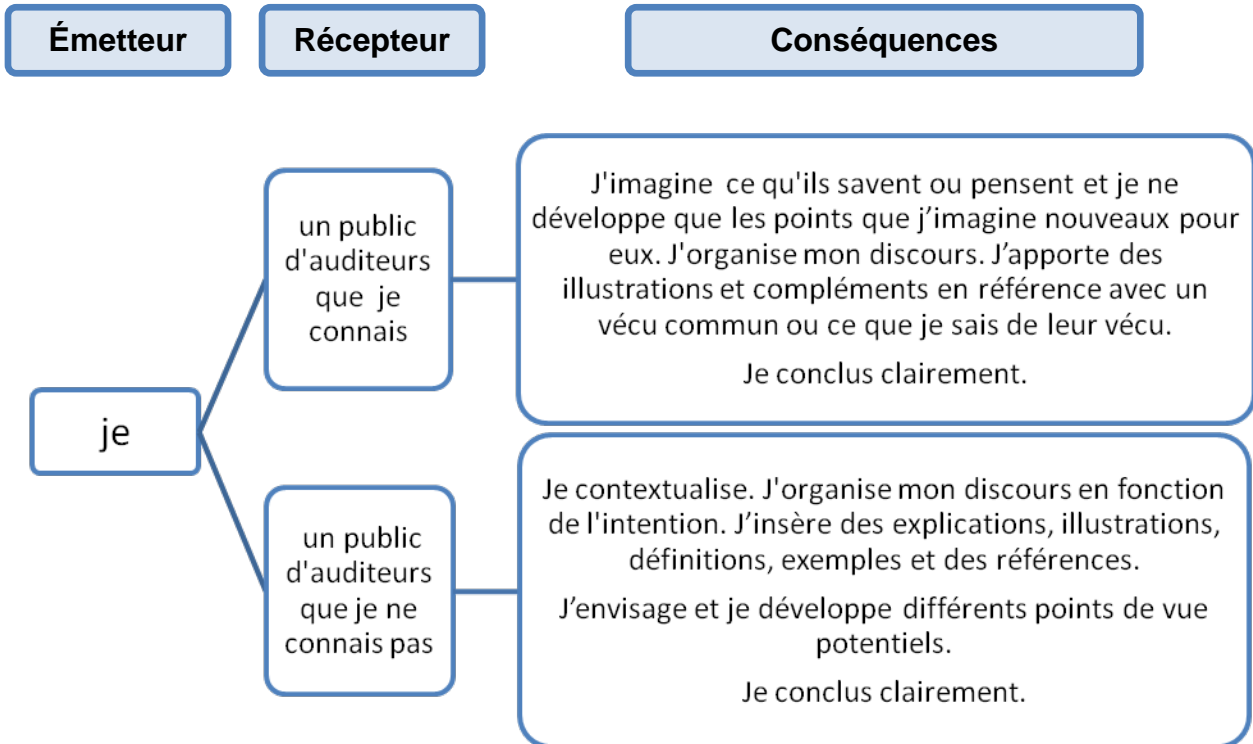 Émetteur
Récepteur
Conséquences
je
un public
d'auditeurs
que je
connais
J'imagine ce qu'ils savent ou pensent et je ne
développe que les points que j’imagine nouveaux pour
eux. J'organise mon discours. J’apporte des
illustrations et compléments en référence avec un
vécu commun ou ce que je sais de leur vécu.
Je conclus clairement.
un public
d'auditeurs
que je ne
connais pas
Je contextualise. J'organise mon discours en fonction
de l'intention. J’insère des explications, illustrations,
définitions, exemples et des références.
J’envisage et je développe différents points de vue
potentiels.
Je conclus clairement.